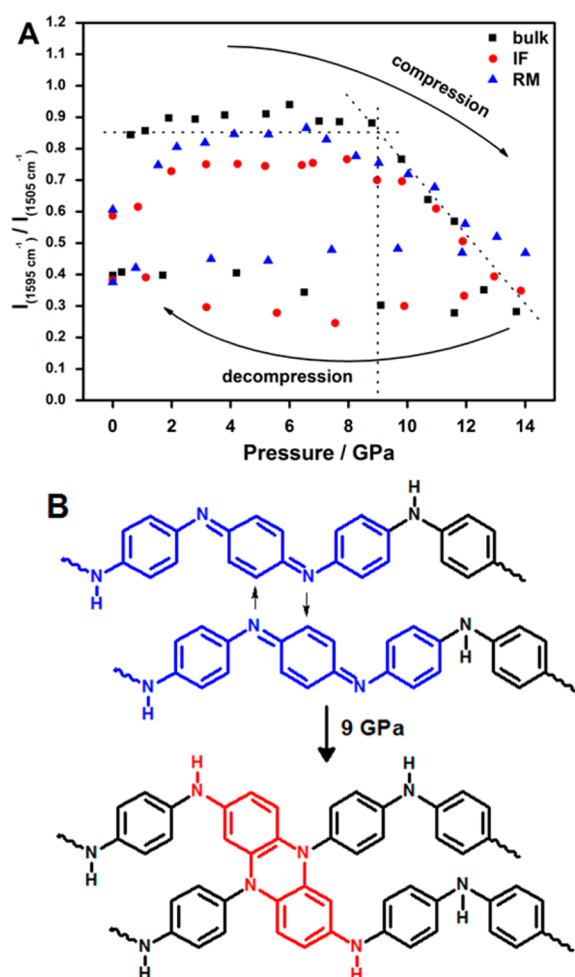 A
bulk
IF
RM
compression
decompression
I(1595 cm-1) / I(1505 cm-1)
1.2
1.1
1.0
0.9
0.8
0.7
0.6
0.5
0.4
0.3
0.2
0.1
0.0
0 2 4 6 8 10 12 14
Pressure / GPa
B
H
N N
N N
H
N N
N N
H H
9 GPa
H H
N N
N N
H
N N
N N
H H
H